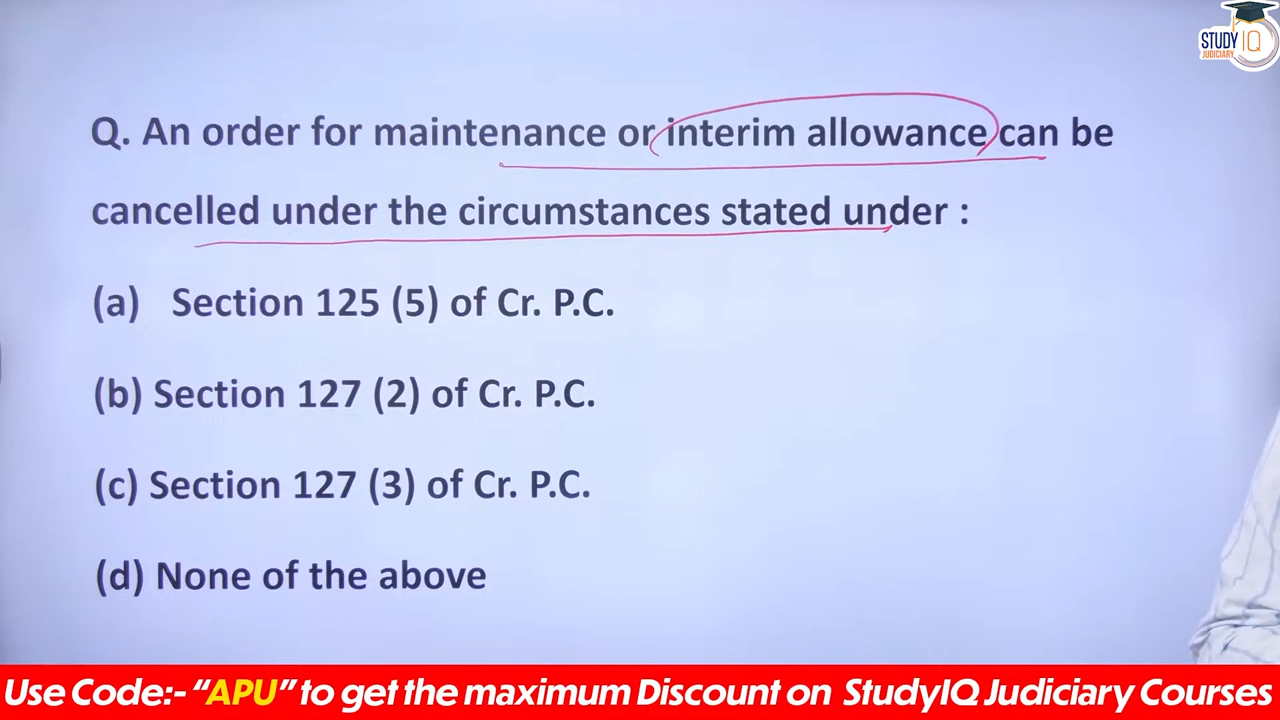 STUDY IQ
JUDICIARY
Q. An order for maintenance or interim allowance can be
cancelled under the circumstances stated under :
(a) Section 125 (5) of Cr. P.C.
(b) Section 127 (2) of Cr. P.C.
(c) Section 127 (3) of Cr. P.C.
(d) None of the above
Use Code:- “APU” to get the maximum Discount on StudyIQ Judiciary Courses